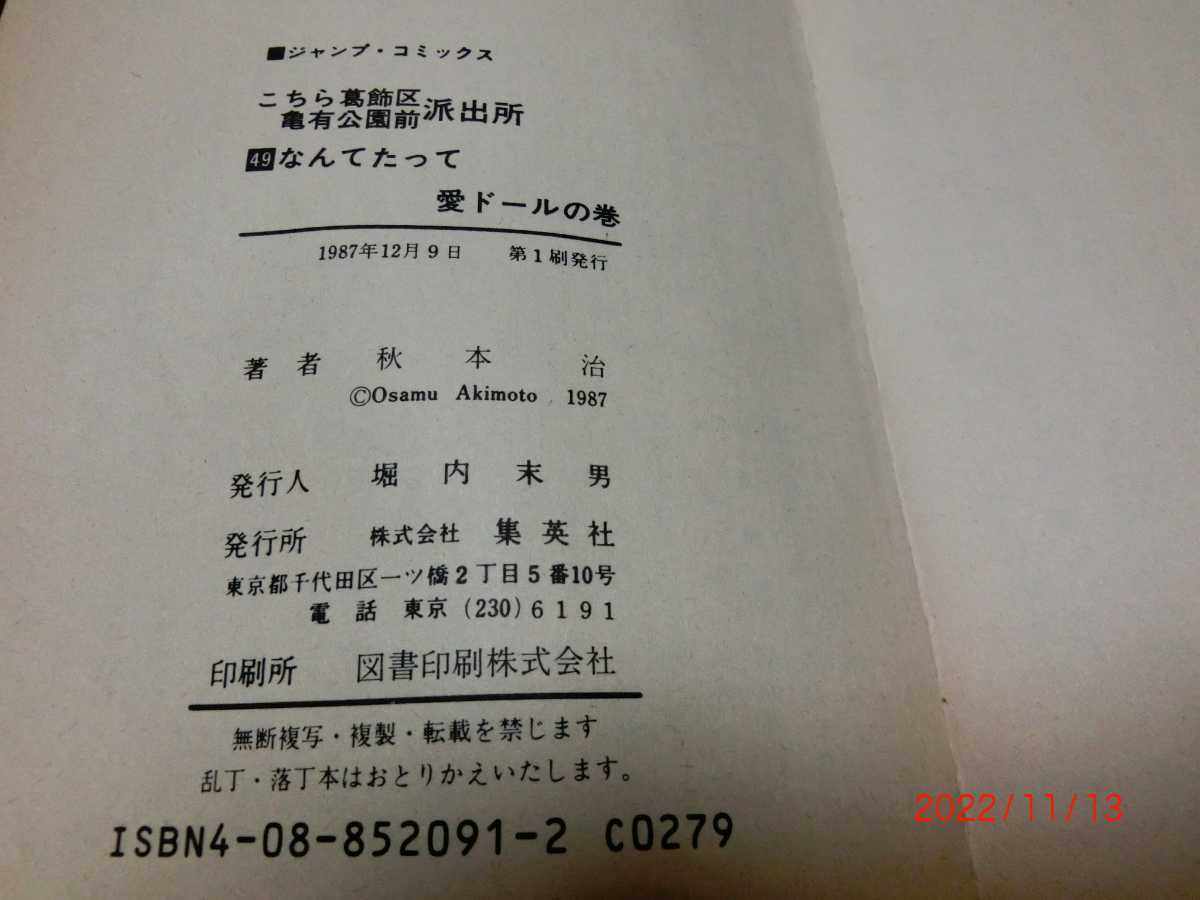 ■ジャンプ・コミックス
こちら葛飾区
亀有公園前派出所
49なんてたって
愛ドールの巻
1987年12月9日 第1刷発行
著者 秋本治
©Osamu Akimoto 1987
発行人 堀内末男
発行所 株式会社 集英社
東京都千代田区一ツ橋2丁目5番10号
電話 東京(230)6191
印刷所 図書印刷株式会社
無断複写・複製・転載を禁じます
乱丁・落丁本はおとりかえいたします。
ISBN4-08-852091-2 C0279
2022/11/13